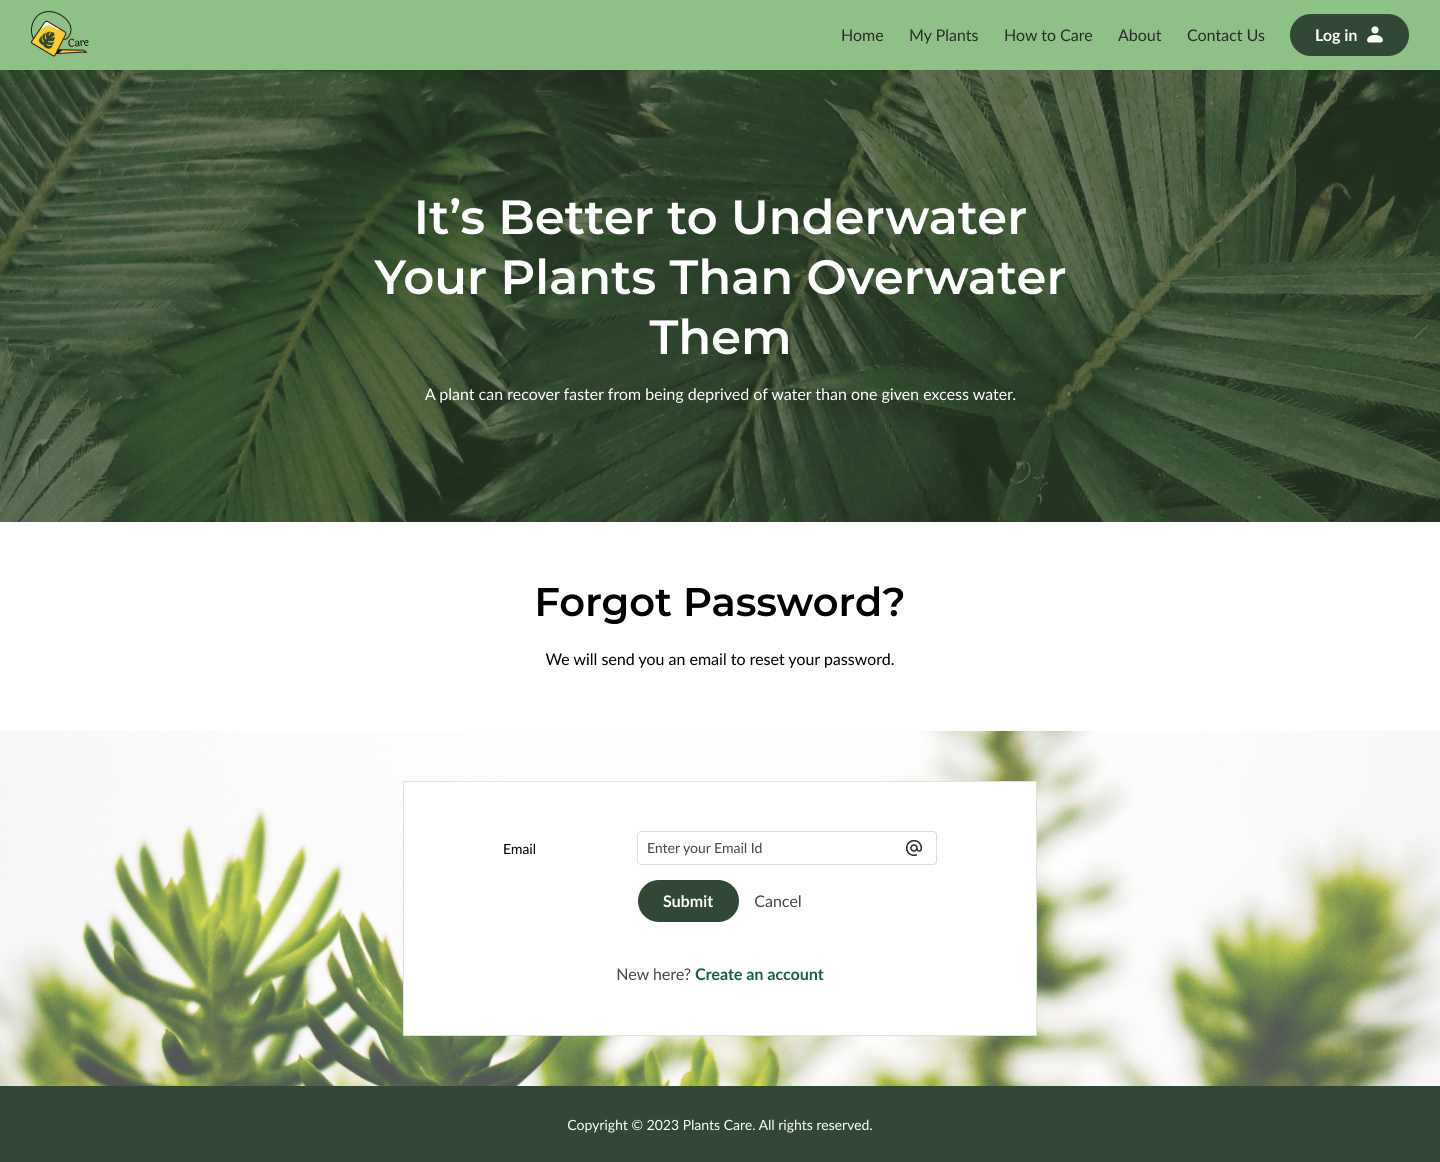 Care
Home
My Plants
How to Care
About
Contact Us
Log in
It’s Better to Underwater
Your Plants Than Overwater
Them
A plant can recover faster from being deprived of water than one given excess water.
Forgot Password?
We will send you an email to reset your password.
Email
Enter your Email Id
Submit
Cancel
New here? Create an account
Copyright © 2023 Plants Care. All rights reserved.